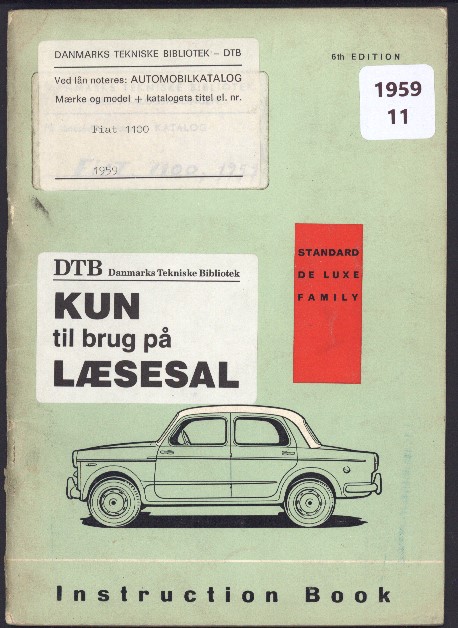 DANMARKS TEKNISKE BIBLIOTEK – DTB
Ved lån noteres: AUTOMOBILKATALOG
Mærke og model + katalogets titel el. nr.
Fiat 1100
1959
6th EDITION
1959
11
STANDARD
DE LUXE
FAMILY
DTB Danmarks Tekniske Bibliotek
KUN
til brug på
LÆSESAL
Instruction Book